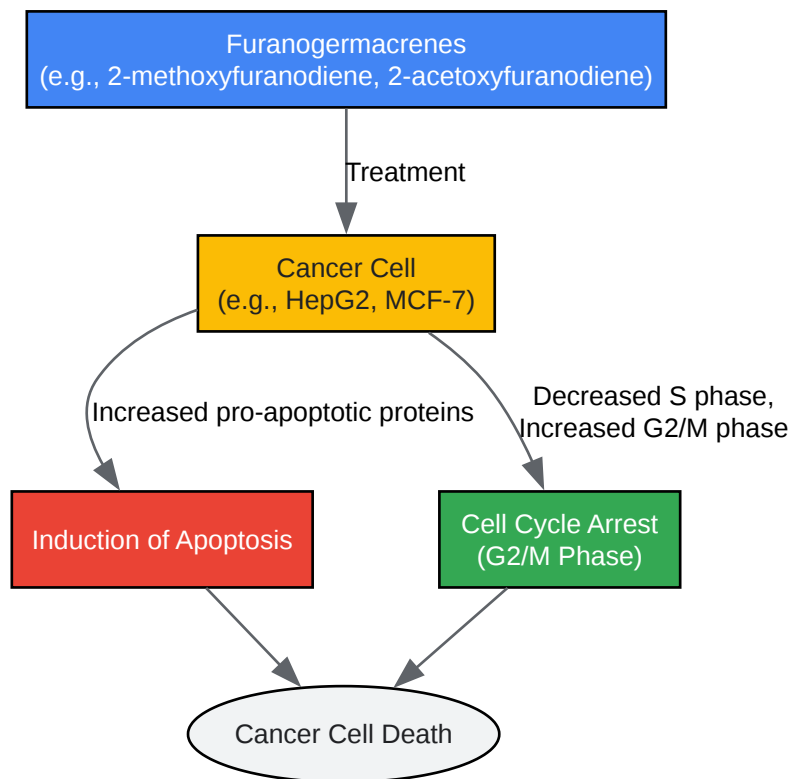 Furanogermacrenes
(e.g., 2-methoxyfuranodiene, 2-acetoxyfuranodiene)
Treatment
Cancer Cell
(e.g., HepG2, MCF-7)
Increased pro-apoptotic proteins
Decreased S phase,
Increased G2/M phase
Induction of Apoptosis
Cell Cycle Arrest
(G2/M Phase)
Cancer Cell Death